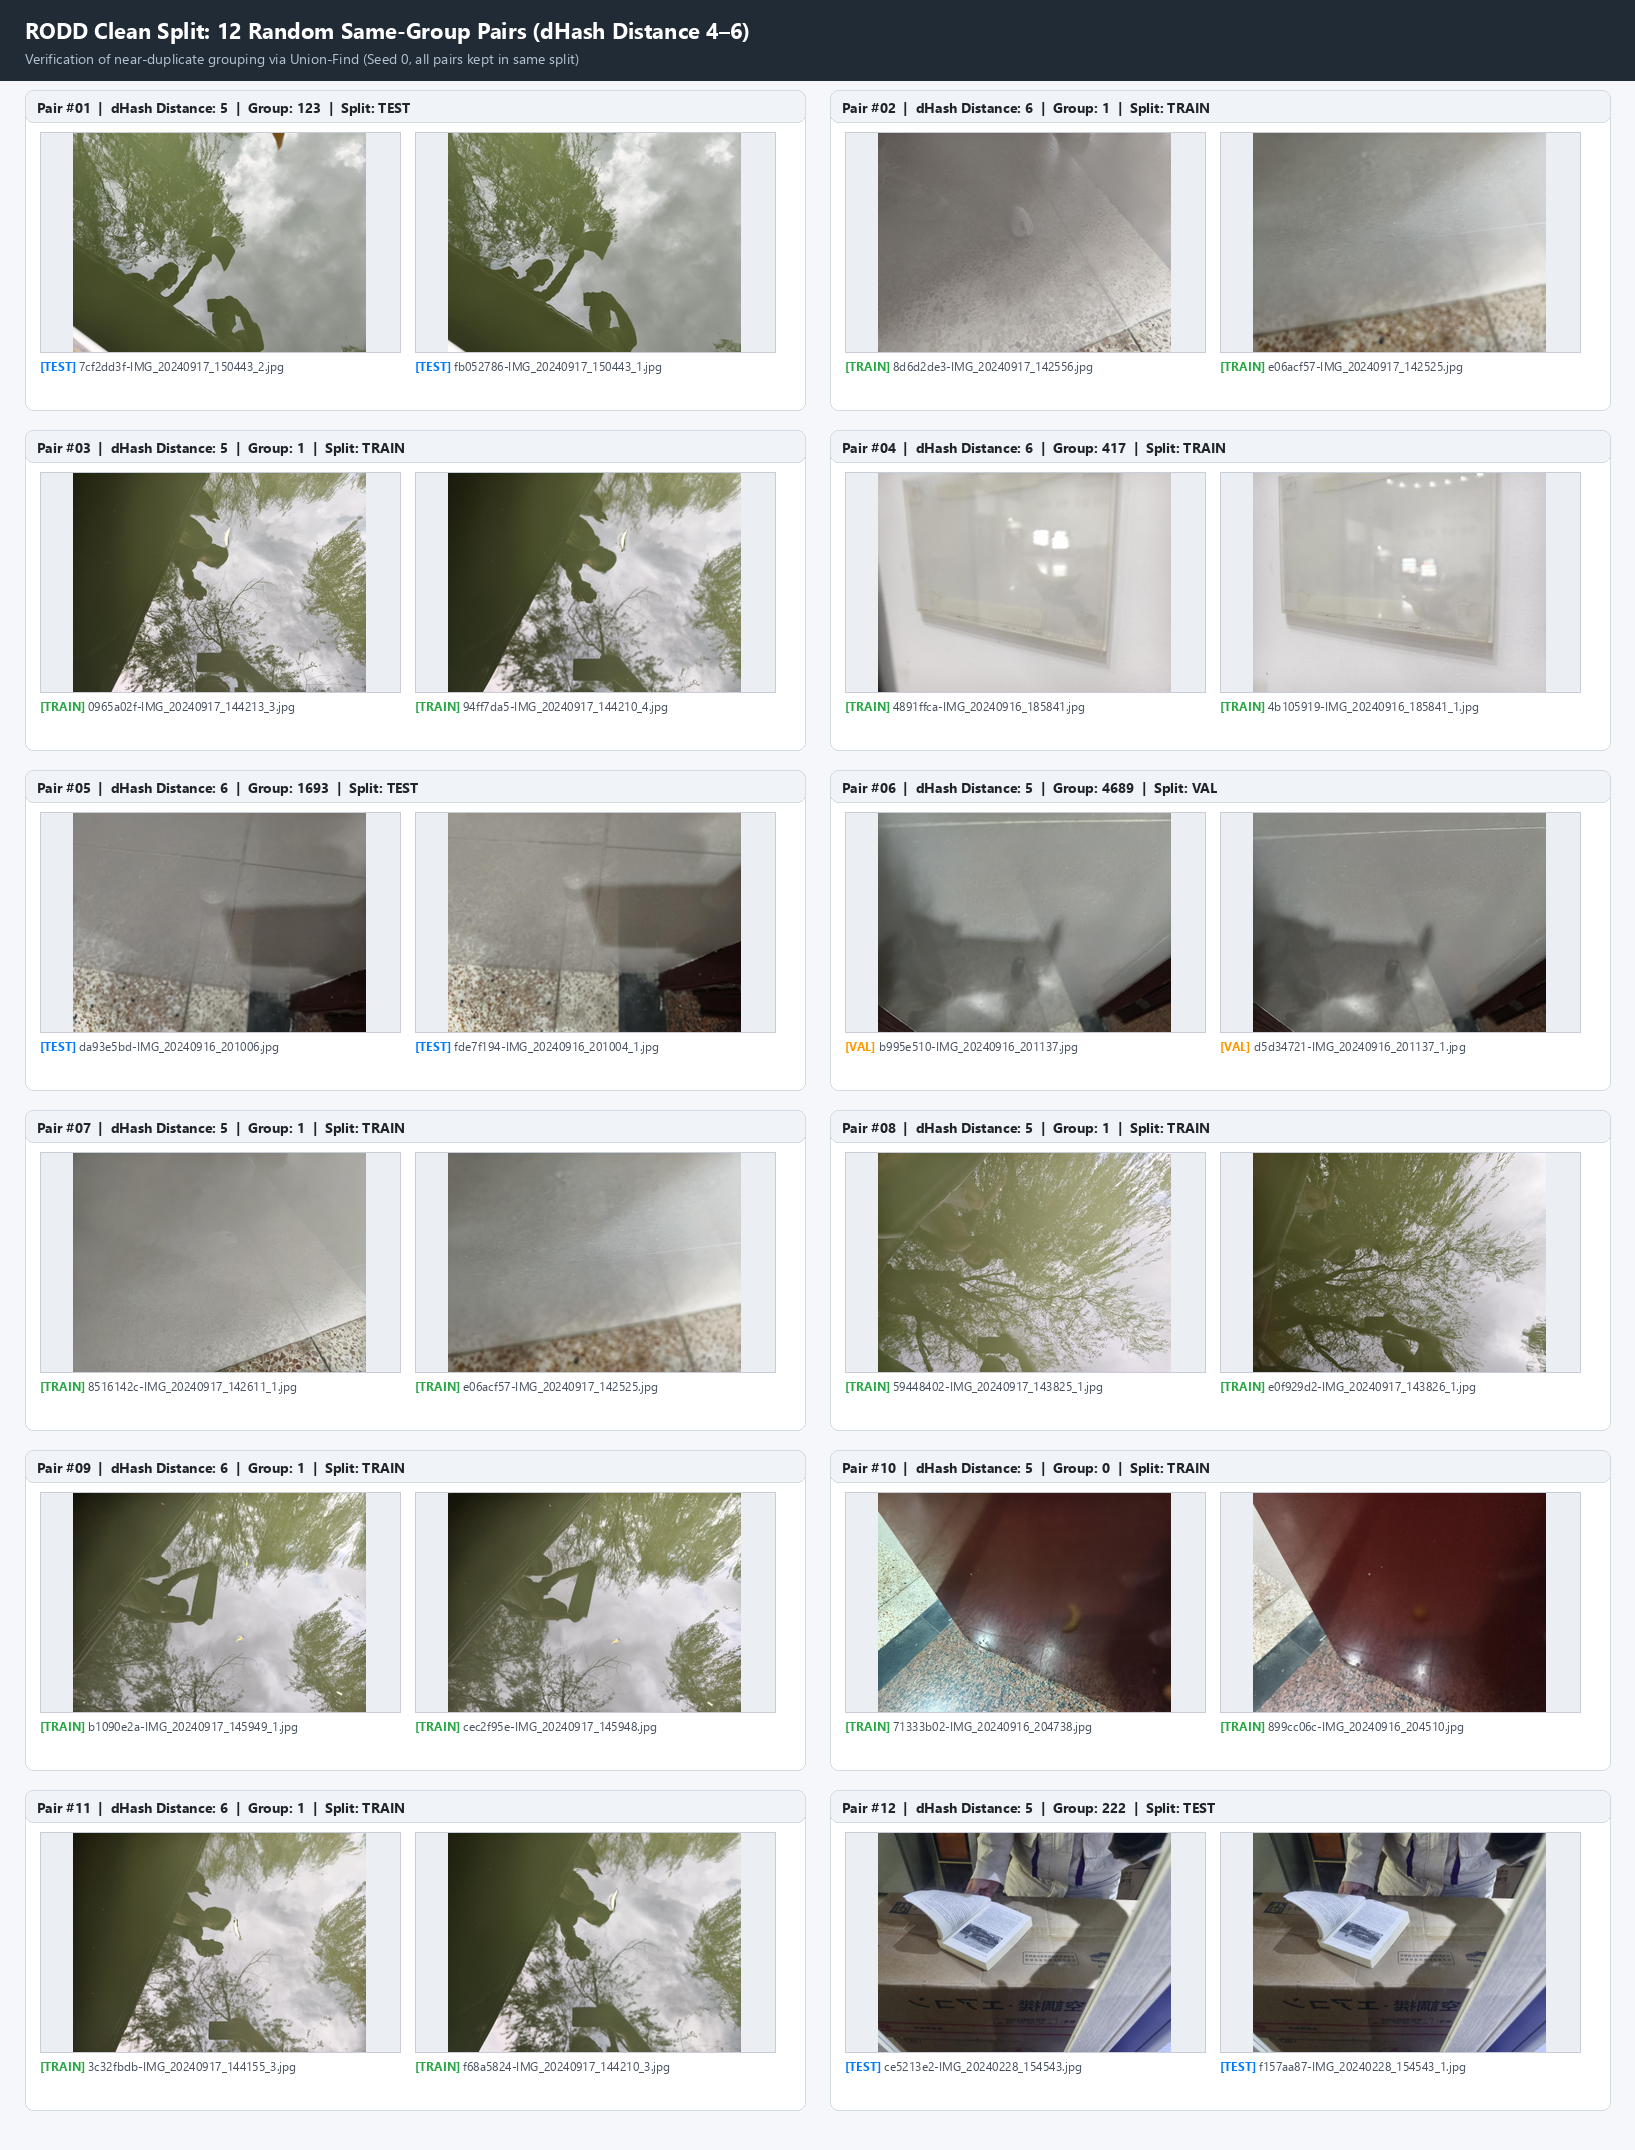 RODD Clean Split: 12 Random Same-Group Pairs (dHash Distance 4–6)
Verification of near-duplicate grouping via Union-Find (Seed 0, all pairs kept in same split)
Pair #01 | dHash Distance: 5 | Group: 123 | Split: TEST
[TEST] 7cf2dd3f-IMG_20240917_150443_2.jpg
[TEST] fb052786-IMG_20240917_150443_1.jpg
Pair #02 | dHash Distance: 6 | Group: 1 | Split: TRAIN
[TRAIN] 8d6d2de3-IMG_20240917_142556.jpg
[TRAIN] e06acf57-IMG_20240917_142525.jpg
Pair #03 | dHash Distance: 5 | Group: 1 | Split: TRAIN
[TRAIN] 0965a02f-IMG_20240917_144213_3.jpg
[TRAIN] 94ff7da5-IMG_20240917_144210_4.jpg
Pair #04 | dHash Distance: 6 | Group: 417 | Split: TRAIN
[TRAIN] 4891ffca-IMG_20240916_185841.jpg
[TRAIN] 4b105919-IMG_20240916_185841_1.jpg
Pair #05 | dHash Distance: 6 | Group: 1693 | Split: TEST
[TEST] da93e5bd-IMG_20240916_201006.jpg
[TEST] fde7f194-IMG_20240916_201004_1.jpg
Pair #06 | dHash Distance: 5 | Group: 4689 | Split: VAL
[VAL] b995e510-IMG_20240916_201137.jpg
[VAL] d5d34721-IMG_20240916_201137_1.jpg
Pair #07 | dHash Distance: 5 | Group: 1 | Split: TRAIN
[TRAIN] 8516142c-IMG_20240917_142611_1.jpg
[TRAIN] e06acf57-IMG_20240917_142525.jpg
Pair #08 | dHash Distance: 5 | Group: 1 | Split: TRAIN
[TRAIN] 59448402-IMG_20240917_143825_1.jpg
[TRAIN] e0f929d2-IMG_20240917_143826_1.jpg
Pair #09 | dHash Distance: 6 | Group: 1 | Split: TRAIN
[TRAIN] b1090e2a-IMG_20240917_145949_1.jpg
[TRAIN] cec2f95e-IMG_20240917_145948.jpg
Pair #10 | dHash Distance: 5 | Group: 0 | Split: TRAIN
[TRAIN] 71333b02-IMG_20240916_204738.jpg
[TRAIN] 899cc06c-IMG_20240916_204510.jpg
Pair #11 | dHash Distance: 6 | Group: 1 | Split: TRAIN
[TRAIN] 3c32fbdb-IMG_20240917_144155_3.jpg
[TRAIN] f68a5824-IMG_20240917_144210_3.jpg
Pair #12 | dHash Distance: 5 | Group: 222 | Split: TEST
[TEST] ce5213e2-IMG_20240228_154543.jpg
[TEST] f157aa87-IMG_20240228_154543_1.jpg